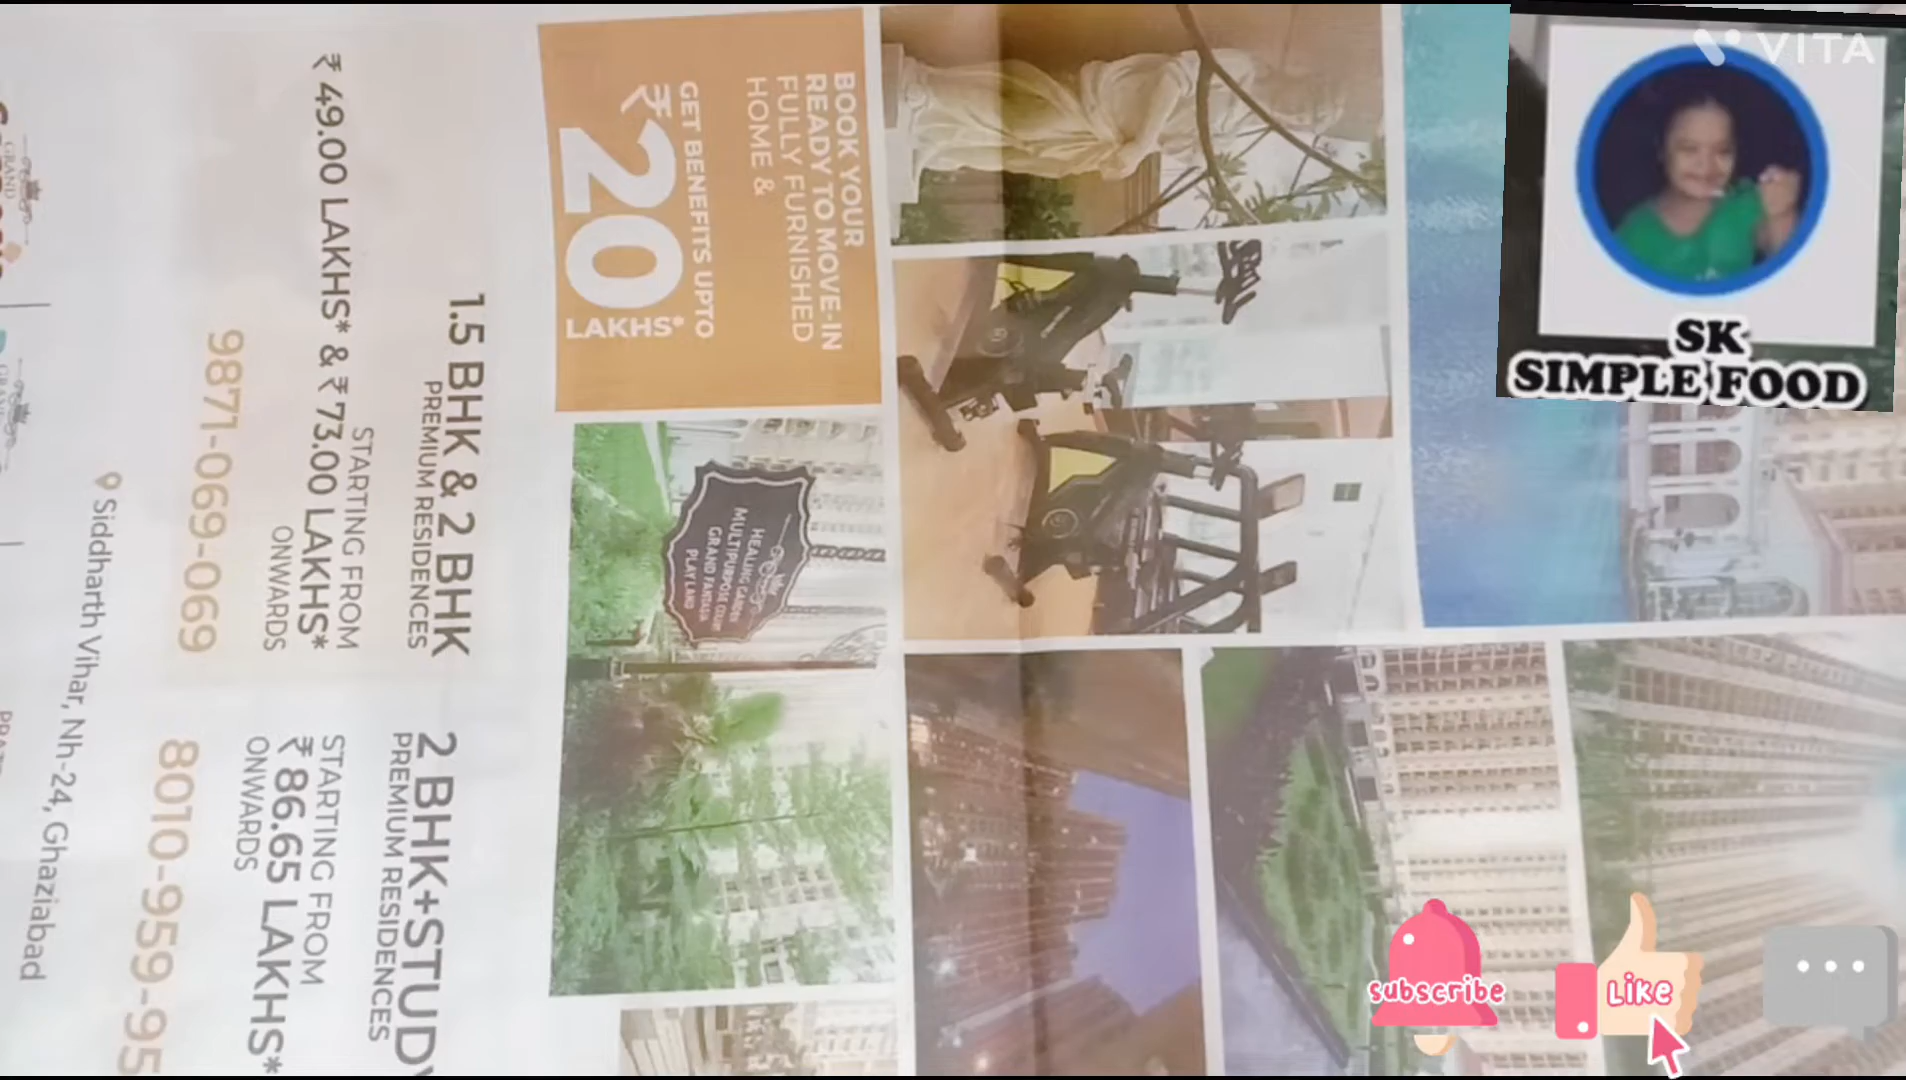 BOOK YOUR
READY TO MOVE-IN
FULLY FURNISHED
HOME &
GET BENEFITS UPTO
₹20
LAKHS*
HEALING GARDEN
MULTIPURPOSE COURT
GRAND FANTASIA
PLAY LAND
1.5 BHK & 2 BHK
PREMIUM RESIDENCES
STARTING FROM
₹ 49.00 LAKHS* & ₹ 73.00 LAKHS*
ONWARDS
9871-069-069
2 BHK+STUDY
PREMIUM RESIDENCES
STARTING FROM
₹ 86.65 LAKHS*
ONWARDS
8010-959-95
Siddharth Vihar, Nh-24, Ghaziabad
GRAND
VITA
SK
SIMPLE FOOD
subscribe
Like